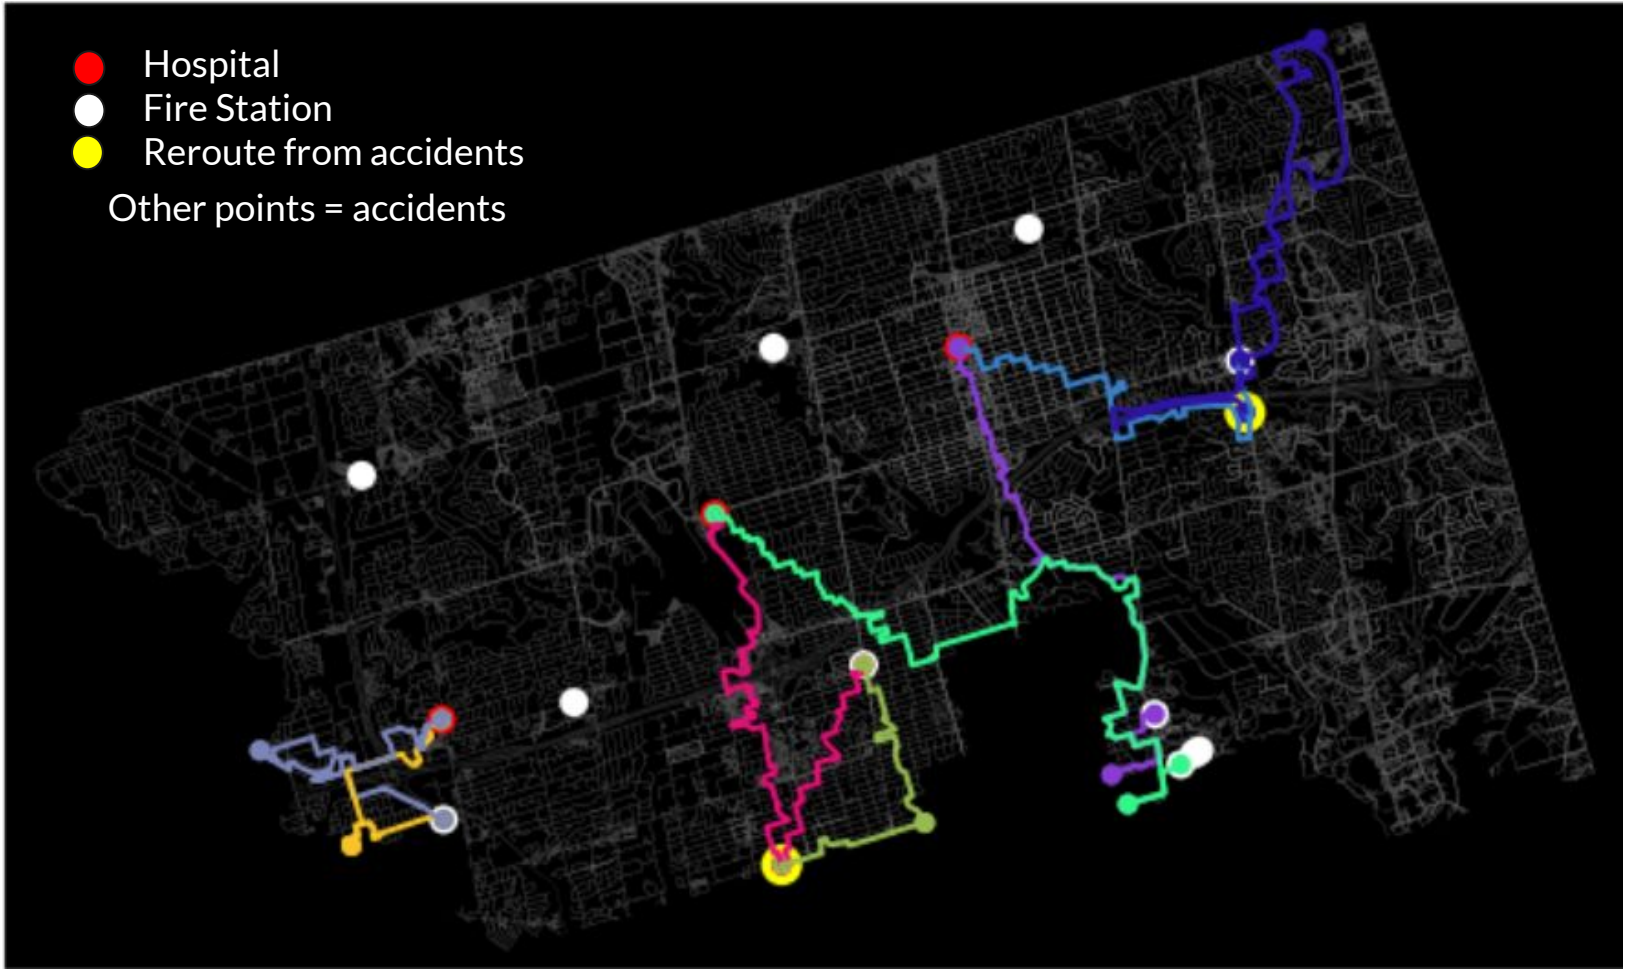 Hospital
Fire Station
Reroute from accidents
Other points = accidents